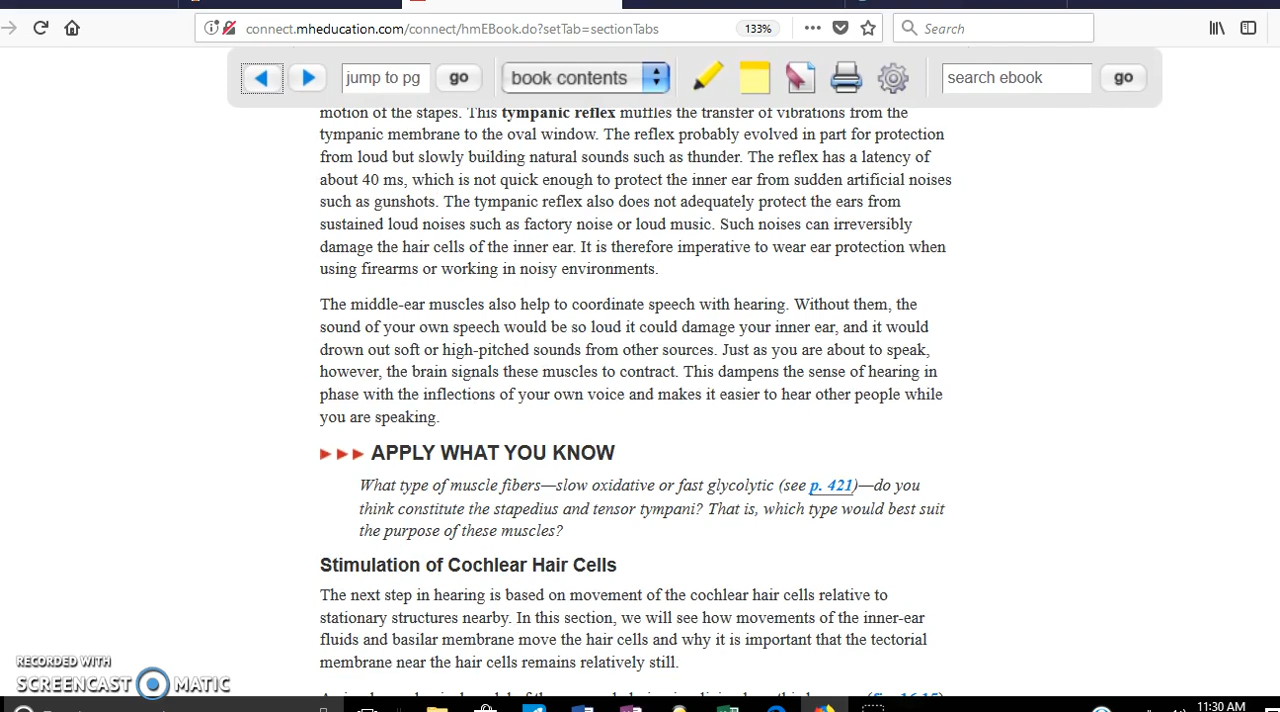 connect.mheducation.com/connect/hmEBook.do?setTab=sectionTabs 133% Search
jump to pg go book contents search ebook go
motion of the stapes. This tympanic reflex muffles the transfer of vibrations from the
tympanic membrane to the oval window. The reflex probably evolved in part for protection
from loud but slowly building natural sounds such as thunder. The reflex has a latency of
about 40 ms, which is not quick enough to protect the inner ear from sudden artificial noises
such as gunshots. The tympanic reflex also does not adequately protect the ears from
sustained loud noises such as factory noise or loud music. Such noises can irreversibly
damage the hair cells of the inner ear. It is therefore imperative to wear ear protection when
using firearms or working in noisy environments.
The middle-ear muscles also help to coordinate speech with hearing. Without them, the
sound of your own speech would be so loud it could damage your inner ear, and it would
drown out soft or high-pitched sounds from other sources. Just as you are about to speak,
however, the brain signals these muscles to contract. This dampens the sense of hearing in
phase with the inflections of your own voice and makes it easier to hear other people while
you are speaking.
APPLY WHAT YOU KNOW
What type of muscle fibers—slow oxidative or fast glycolytic (see p. 421)—do you
think constitute the stapedius and tensor tympani? That is, which type would best suit
the purpose of these muscles?
Stimulation of Cochlear Hair Cells
The next step in hearing is based on movement of the cochlear hair cells relative to
stationary structures nearby. In this section, we will see how movements of the inner-ear
fluids and basilar membrane move the hair cells and why it is important that the tectorial
membrane near the hair cells remains relatively still.
RECORDED WITH
SCREENCAST MATIC
11:30 AM